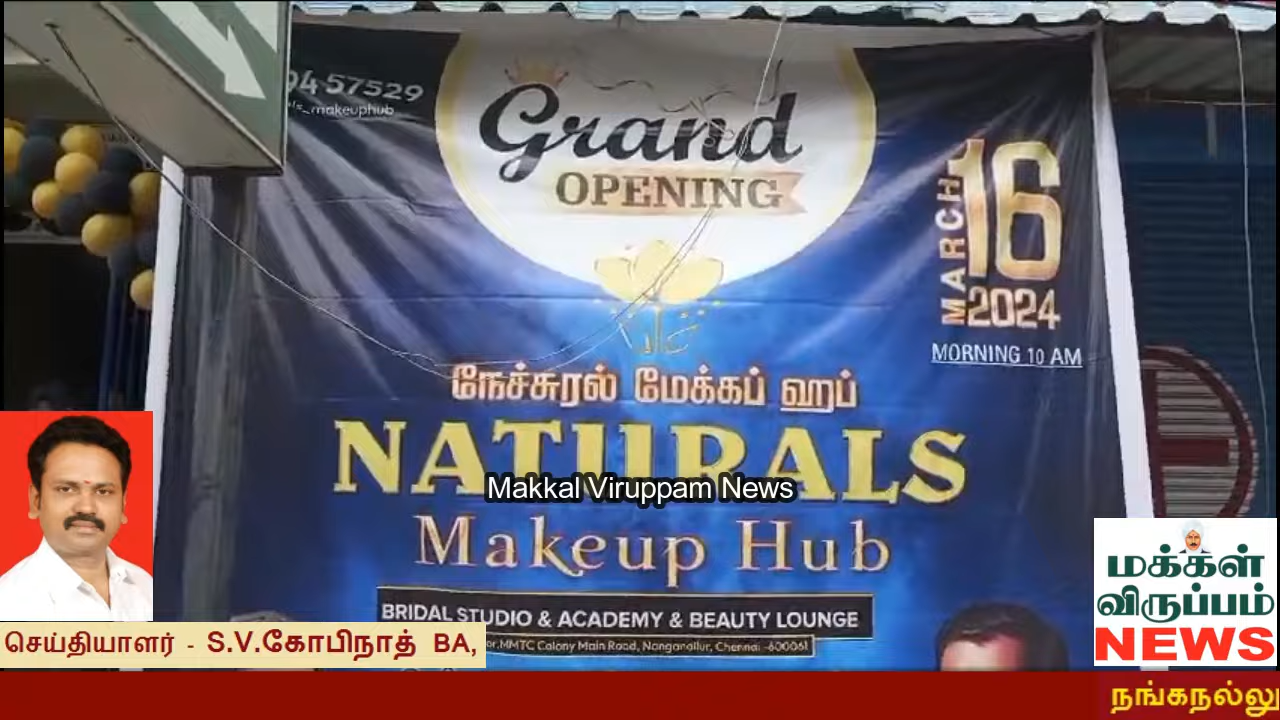 04 57529
makeuphub
Grand
OPENING
MARCH 16
2024
MORNING 10 AM
நேச்சுரல் மேக்கப் ஹப்
NATURALS
Makkal Viruppam News
Makeup Hub
BRIDAL STUDIO & ACADEMY & BEAUTY LOUNGE
MMTC Colony Main Road, Nanganallur, Chennai -600061
மக்கள்
விருப்பம்
NEWS
செய்தியாளர் - S.V.கோபிநாத் BA,
நங்கநல்லு